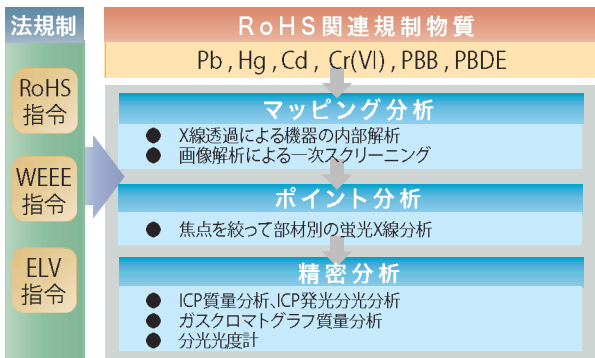 法規制
RoHS
指令
WEEE
指令
ELV
指令
RoHS関連規制物質
Pb , Hg , Cd , Cr(VI) , PBB , PBDE
マッピング分析
● X線透過による機器の内部解析
● 画像解析による一次スクリーニング
ポイント分析
● 焦点を絞って部材別の蛍光X線分析
精密分析
● ICP質量分析、ICP発光分光分析
● ガスクロマトグラフ質量分析
● 分光光度計